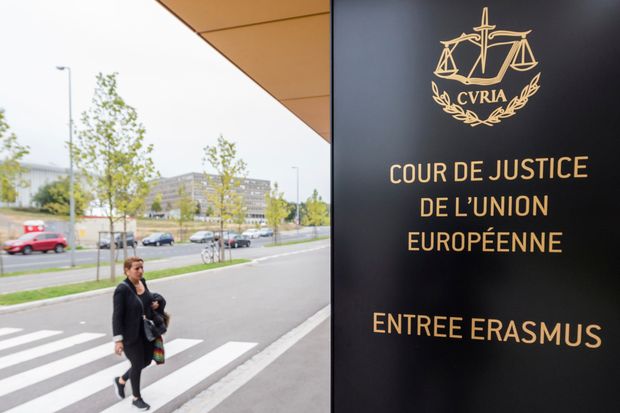 CVRIA
COUR DE JUSTICE
DE L'UNION
EUROPÉENNE
ENTREE ERASMUS